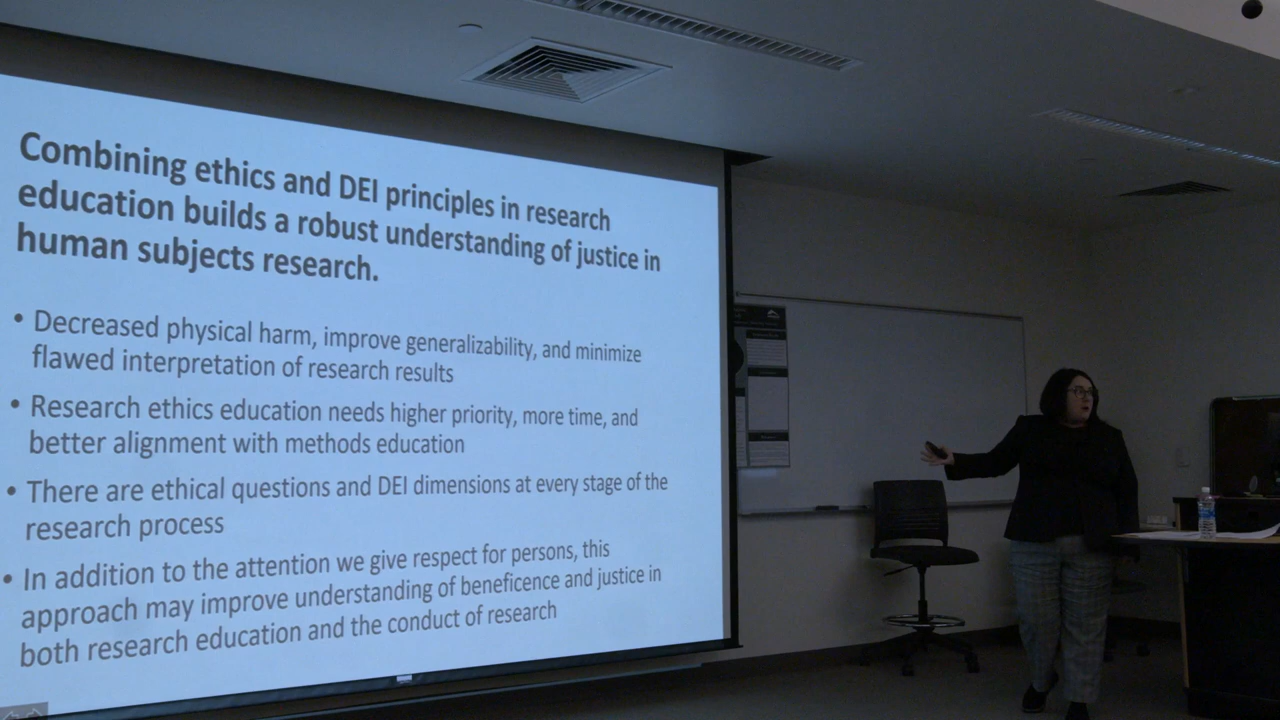 Combining ethics and DEI principles in research
education builds a robust understanding of justice in
human subjects research.
• Decreased physical harm, improve generalizability, and minimize
flawed interpretation of research results
• Research ethics education needs higher priority, more time, and
better alignment with methods education
• There are ethical questions and DEI dimensions at every stage of the
research process
• In addition to the attention we give respect for persons, this
approach may improve understanding of beneficence and justice in
both research education and the conduct of research